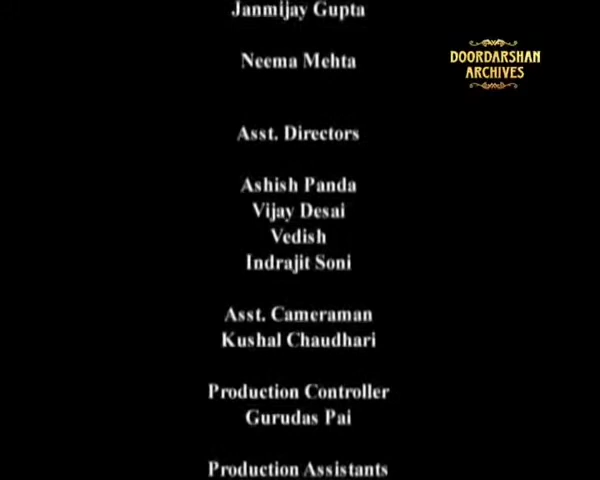 Janmijay Gupta
Neema Mehta
DOORDARSHAN
ARCHIVES
Asst. Directors
Ashish Panda
Vijay Desai
Vedish
Indrajit Soni
Asst. Cameraman
Kushal Chaudhari
Production Controller
Gurudas Pai
Production Assistants